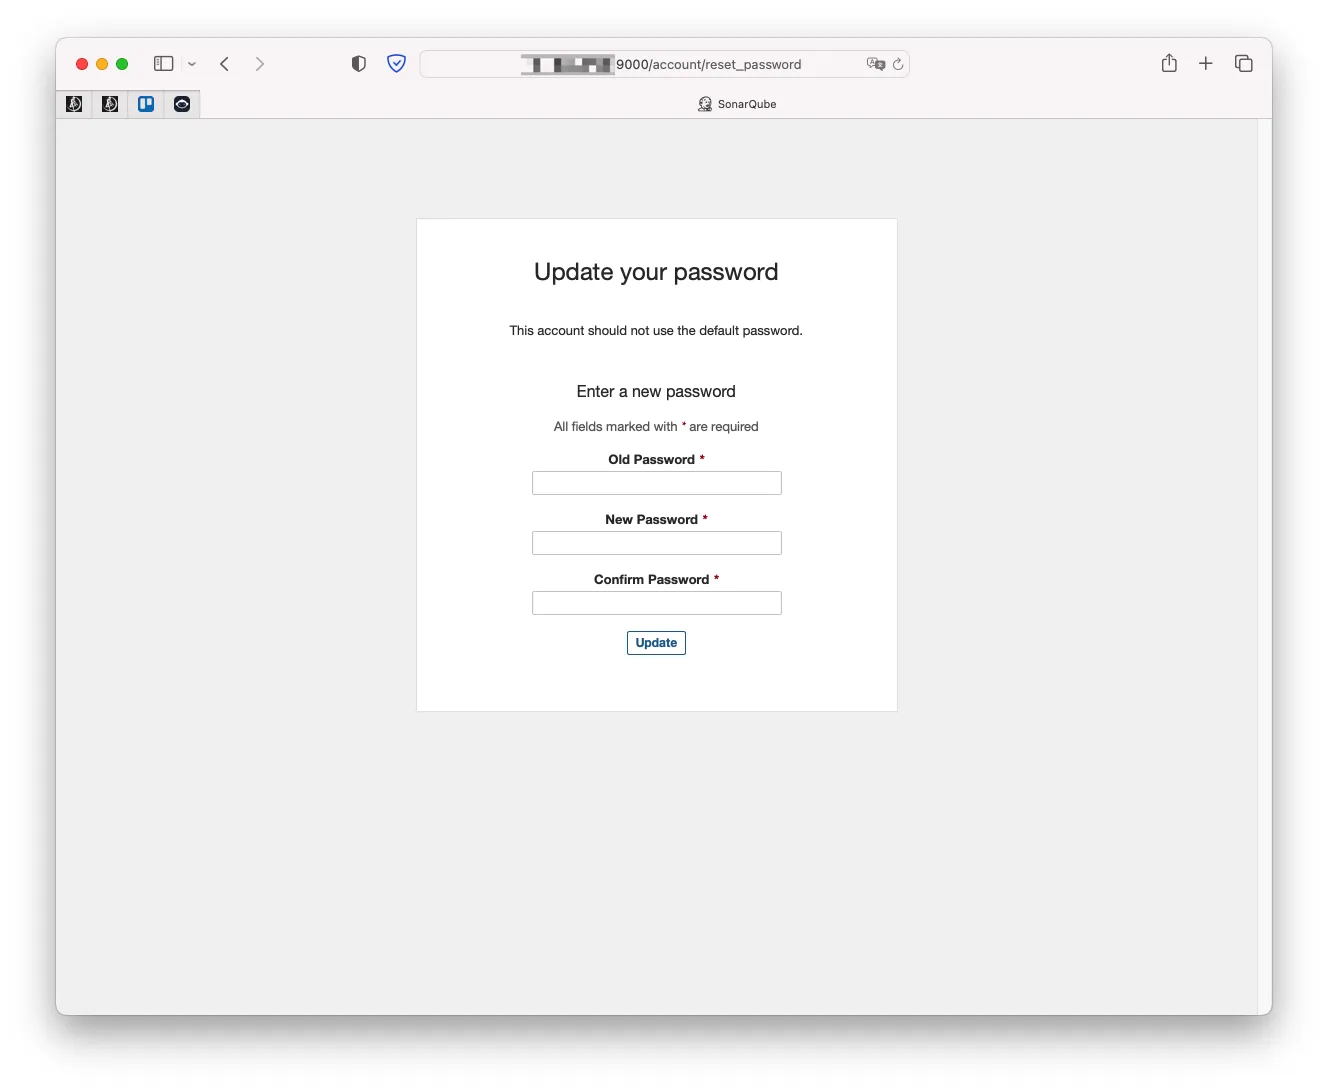 9000/account/reset_password
SonarQube
Update your password
This account should not use the default password.
Enter a new password
All fields marked with * are required
Old Password *
New Password *
Confirm Password *
Update